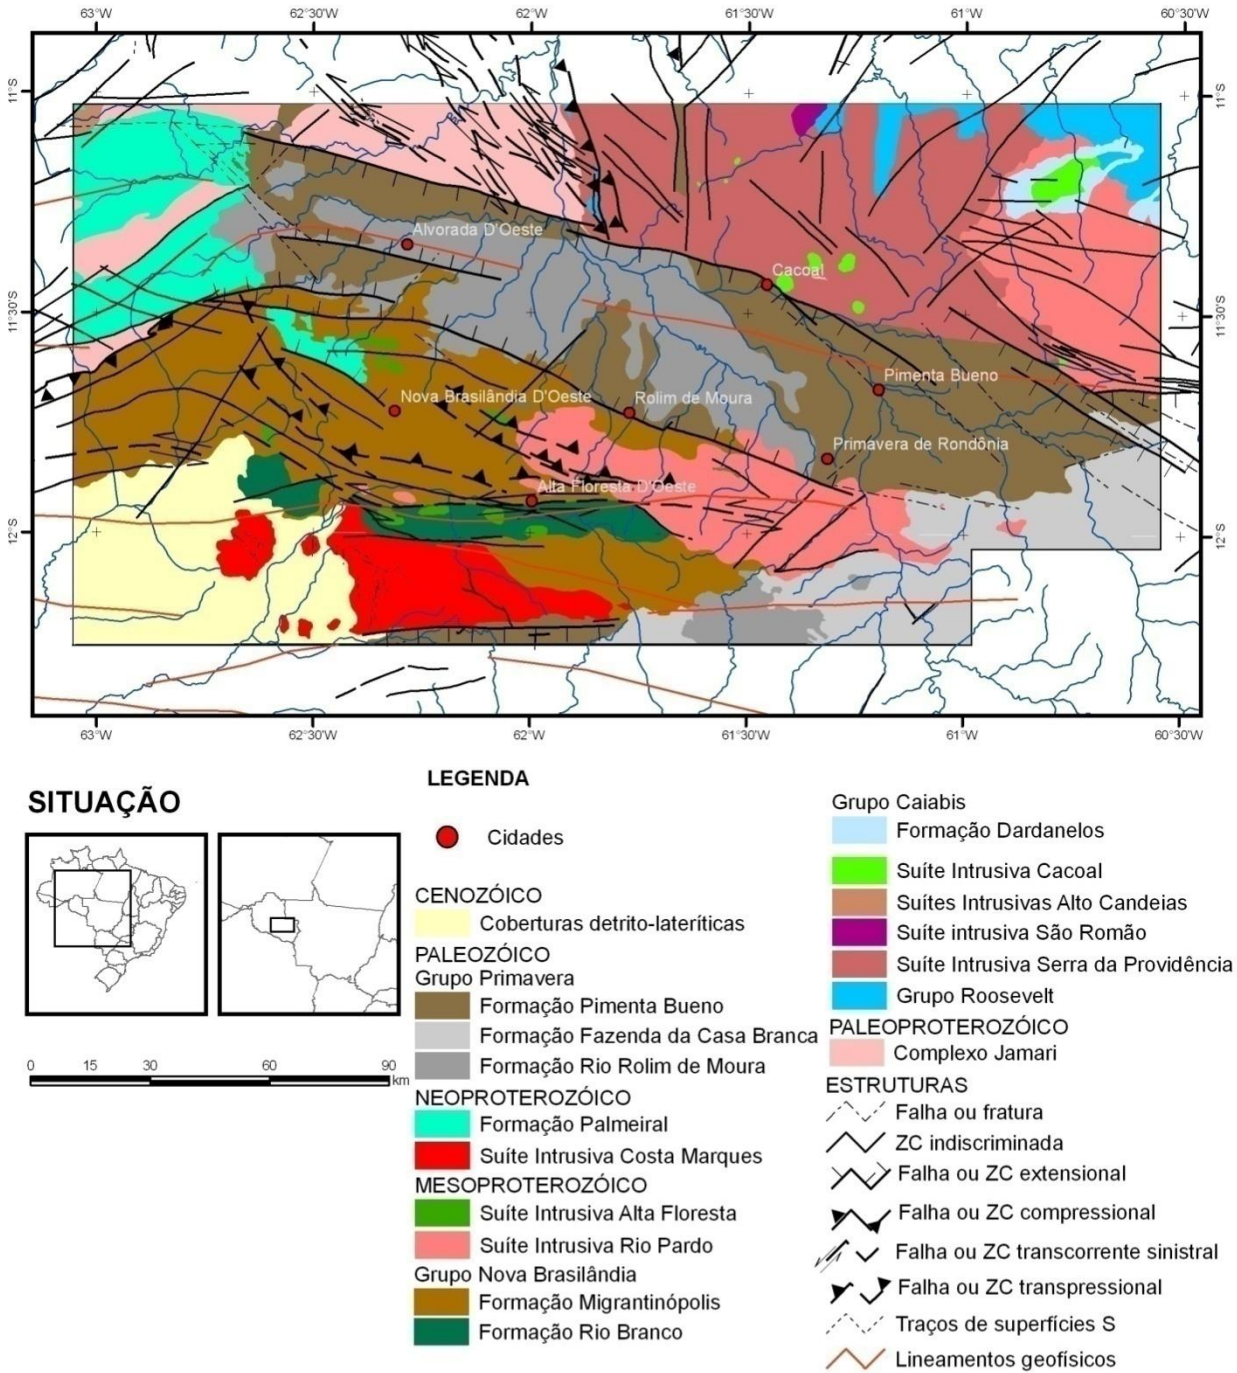 63°W 62°30'W 62°W 61°30'W 61°W 60°30'W
11°S 11°S
Alvorada D'Oeste
Cacoal
11°30'S 11°30'S
Pimenta Bueno
Nova Brasilândia D'Oeste
Rolim de Moura
Primavera de Rondônia
Alta Floresta D'Oeste
12°S 12°S
63°W 62°30'W 62°W 61°30'W 61°W 60°30'W
SITUAÇÃO
0 15 30 60 90
km
LEGENDA
Cidades
CENOZÓICO
Coberturas detrito-lateríticas
PALEOZÓICO
Grupo Primavera
Formação Pimenta Bueno
Formação Fazenda da Casa Branca
Formação Rio Rolim de Moura
NEOPROTEROZÓICO
Formação Palmeiral
Suíte Intrusiva Costa Marques
MESOPROTEROZÓICO
Suíte Intrusiva Alta Floresta
Suíte Intrusiva Rio Pardo
Grupo Nova Brasilândia
Formação Migrantinópolis
Formação Rio Branco
Grupo Caiabis
Formação Dardanelos
Suíte Intrusiva Cacoal
Suítes Intrusivas Alto Candeias
Suíte intrusiva São Romão
Suíte Intrusiva Serra da Providência
Grupo Roosevelt
PALEOPROTEROZÓICO
Complexo Jamari
ESTRUTURAS
Falha ou fratura
ZC indiscriminada
Falha ou ZC extensional
Falha ou ZC compressional
Falha ou ZC transcorrente sinistral
Falha ou ZC transpressional
Traços de superfícies S
Lineamentos geofísicos